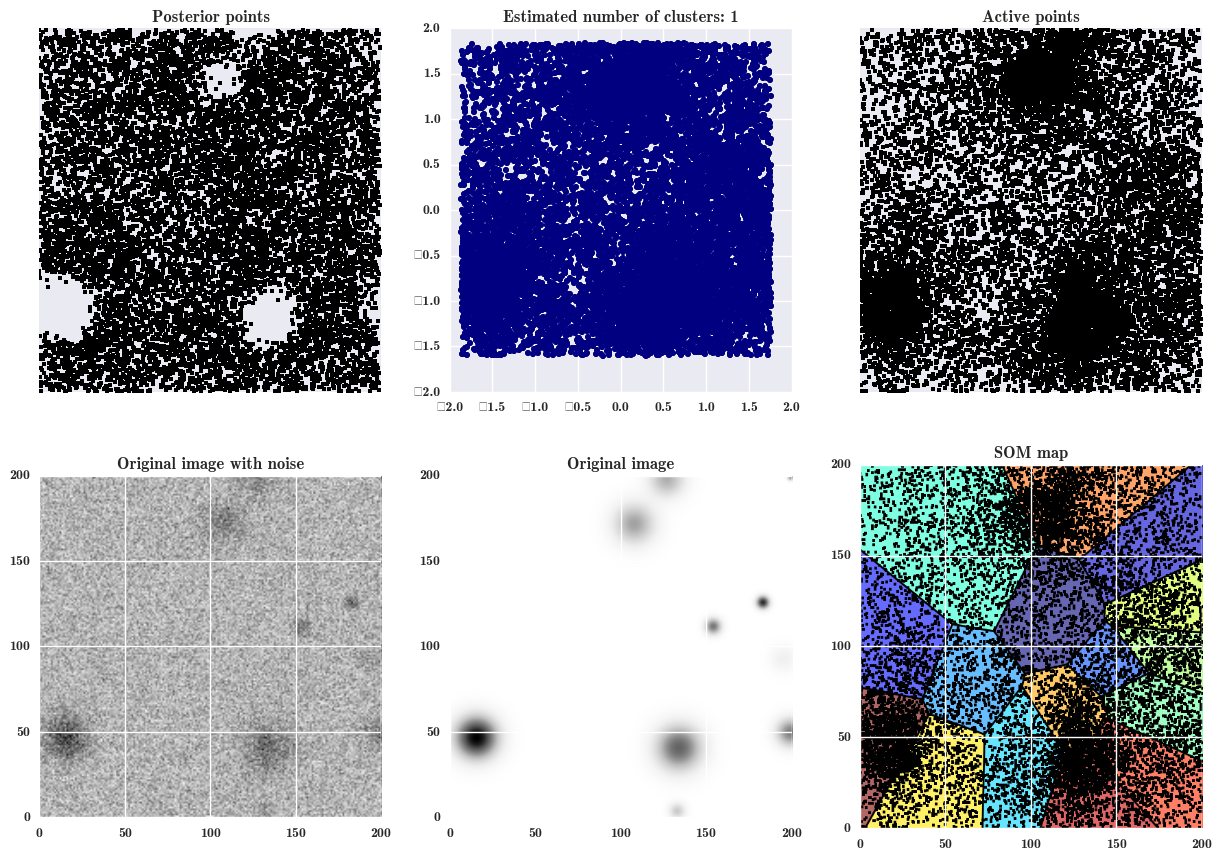 Posterior points
Estimated number of clusters: 1
Active points
2.0
1.5
1.0
0.5
0.0
□0.5
□1.0
□1.5
□2.0
□2.0 □1.5 □1.0 □0.5 0.0 0.5 1.0 1.5 2.0
Original image with noise
Original image
SOM map
200
150
100
50
0
0 50 100 150 200
200
150
100
50
0
0 50 100 150 200
200
150
100
50
0
0 50 100 150 200